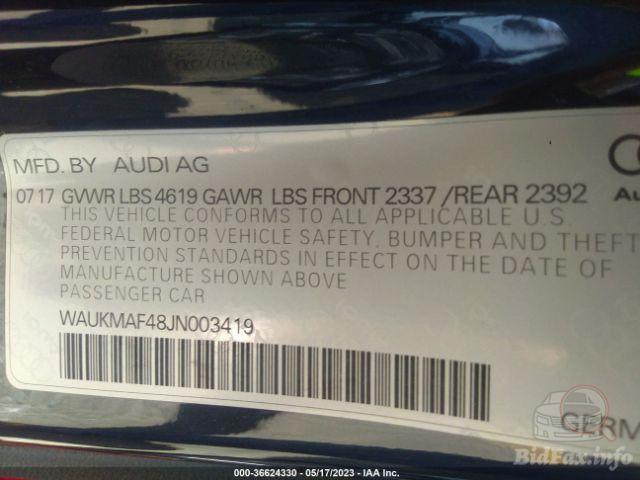 MFD. BY AUDI AG
07 17 GVWR LBS 4619 GAWR LBS FRONT 2337 /REAR 2392
THIS VEHICLE CONFORMS TO ALL APPLICABLE U.S.
FEDERAL MOTOR VEHICLE SAFETY, BUMPER AND THEFT
PREVENTION STANDARDS IN EFFECT ON THE DATE OF
MANUFACTURE SHOWN ABOVE
PASSENGER CAR
WAUKMAF48JN003419
Au
GERM
BidFax.info
000 - 36624330 - 05/17/2023 - IAA Inc.